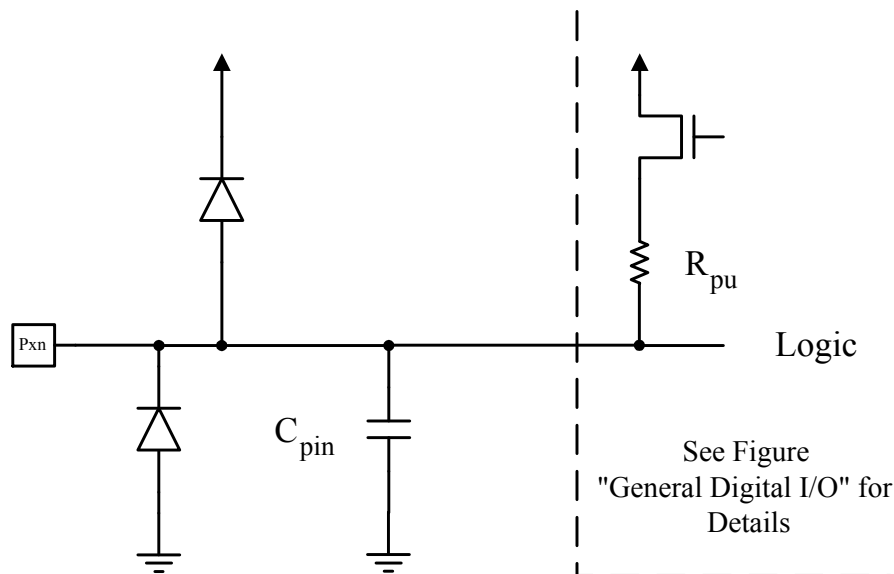 R
pu
Pxn
Logic
C
pin
See Figure
"General Digital I/O" for
Details